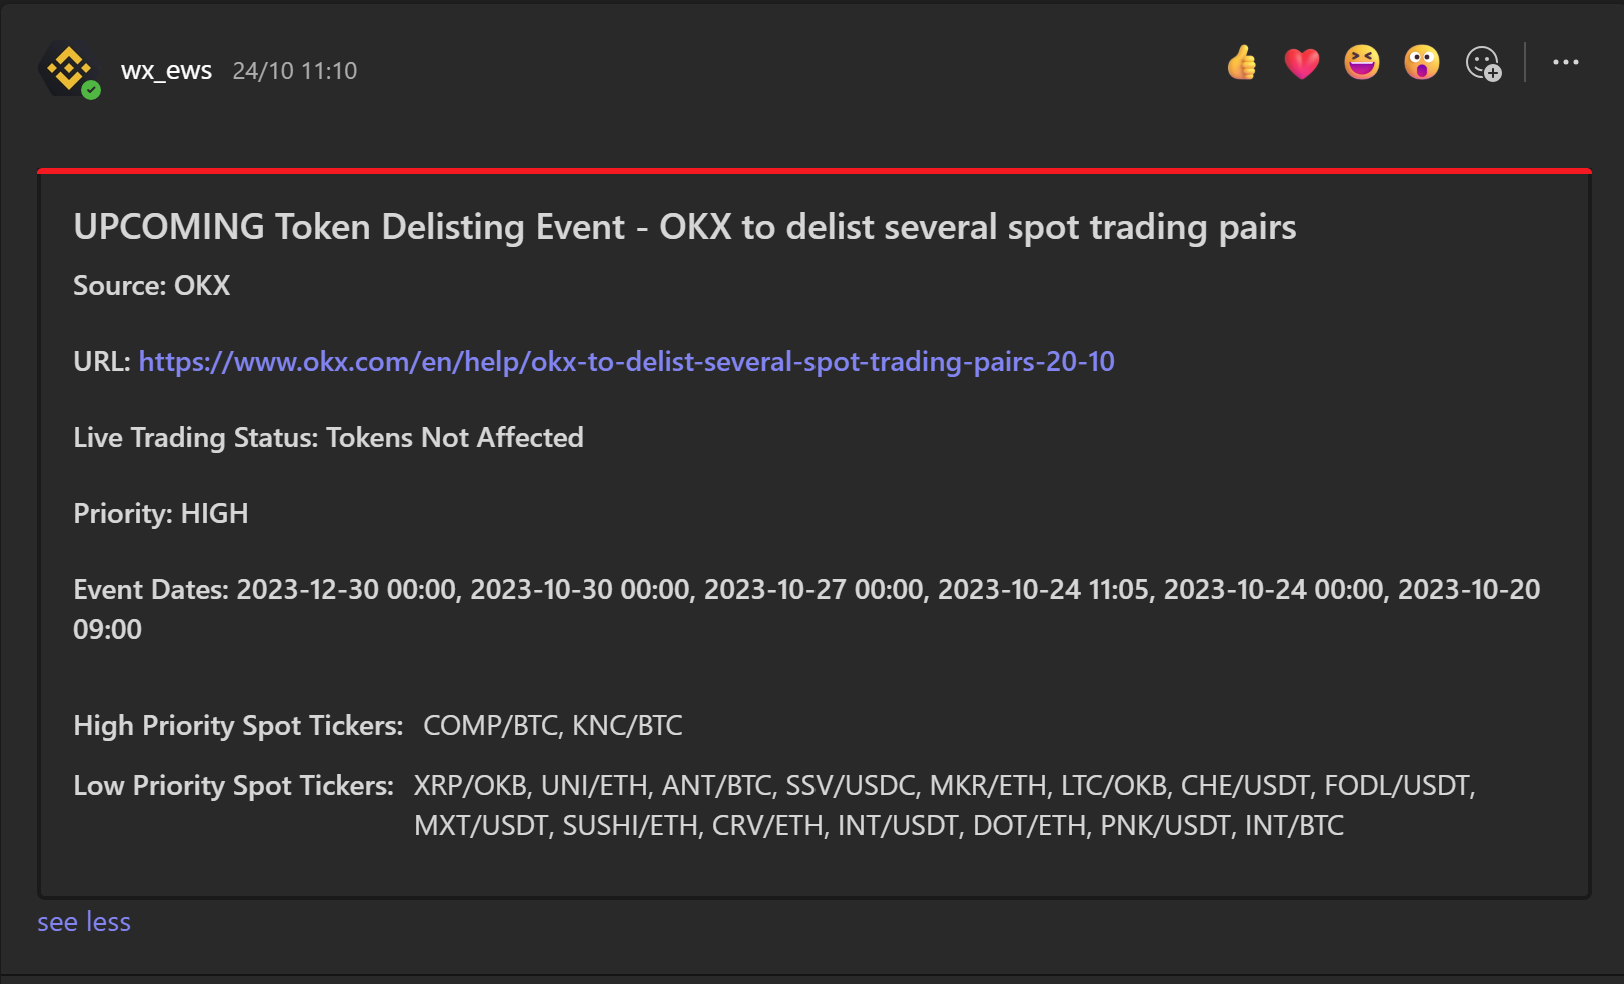 wx_ews 24/10 11:10
UPCOMING Token Delisting Event - OKX to delist several spot trading pairs
Source: OKX
URL: https://www.okx.com/en/help/okx-to-delist-several-spot-trading-pairs-20-10
Live Trading Status: Tokens Not Affected
Priority: HIGH
Event Dates: 2023-12-30 00:00, 2023-10-30 00:00, 2023-10-27 00:00, 2023-10-24 11:05, 2023-10-24 00:00, 2023-10-20
09:00
High Priority Spot Tickers: COMP/BTC, KNC/BTC
Low Priority Spot Tickers: XRP/OKB, UNI/ETH, ANT/BTC, SSV/USDC, MKR/ETH, LTC/OKB, CHE/USDT, FODL/USDT,
MXT/USDT, SUSHI/ETH, CRV/ETH, INT/USDT, DOT/ETH, PNK/USDT, INT/BTC
see less